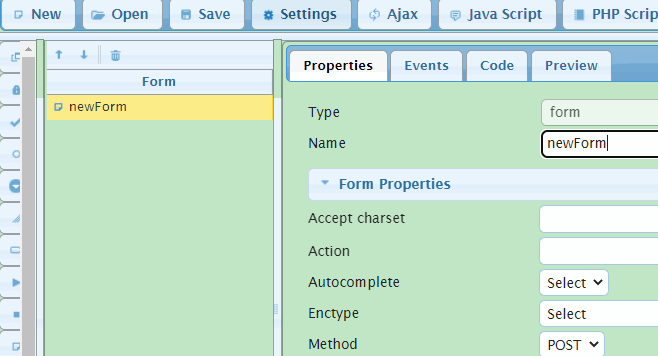 New Open Save Settings Ajax Java Script PHP Scrip
Form
newForm
Properties Events Code Preview
Type form
Name newForm
Form Properties
Accept charset
Action
Autocomplete Select
Enctype Select
Method POST